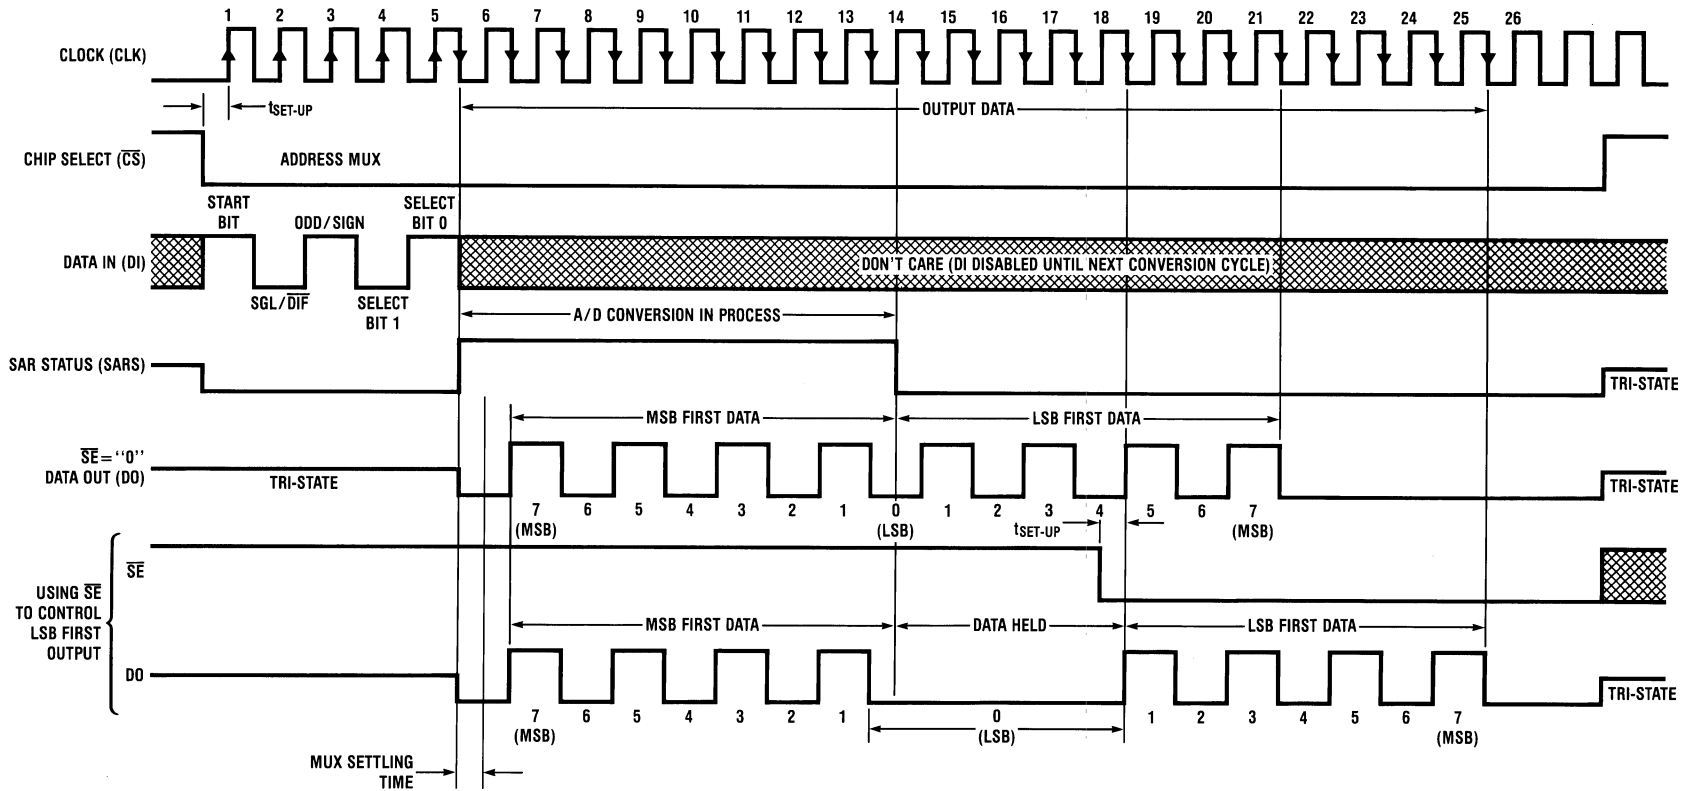 1 2 3 4 5 6 7 8 9 10 11 12 13 14 15 16 17 18 19 20 21 22 23 24 25 26
CLOCK (CLK)
tSET-UP
OUTPUT DATA
CHIP SELECT (C̅S̅)
ADDRESS MUX
START
BIT
ODD/SIGN
SELECT
BIT 0
DATA IN (DI)
DON'T CARE (DI DISABLED UNTIL NEXT CONVERSION CYCLE)
SGL/D̅I̅F̅
SELECT
BIT 1
A/D CONVERSION IN PROCESS
SAR STATUS (SARS)
TRI-STATE
MSB FIRST DATA
LSB FIRST DATA
S̅E̅="0"
DATA OUT (DO)
TRI-STATE
TRI-STATE
7 6 5 4 3 2 1 0 1 2 3 4 5 6 7
(MSB) (LSB) (MSB)
tSET-UP
S̅E̅
USING S̅E̅
TO CONTROL
LSB FIRST
OUTPUT
MSB FIRST DATA
DATA HELD
LSB FIRST DATA
DO
TRI-STATE
7 6 5 4 3 2 1 0 1 2 3 4 5 6 7
(MSB) (LSB) (MSB)
MUX SETTLING
TIME